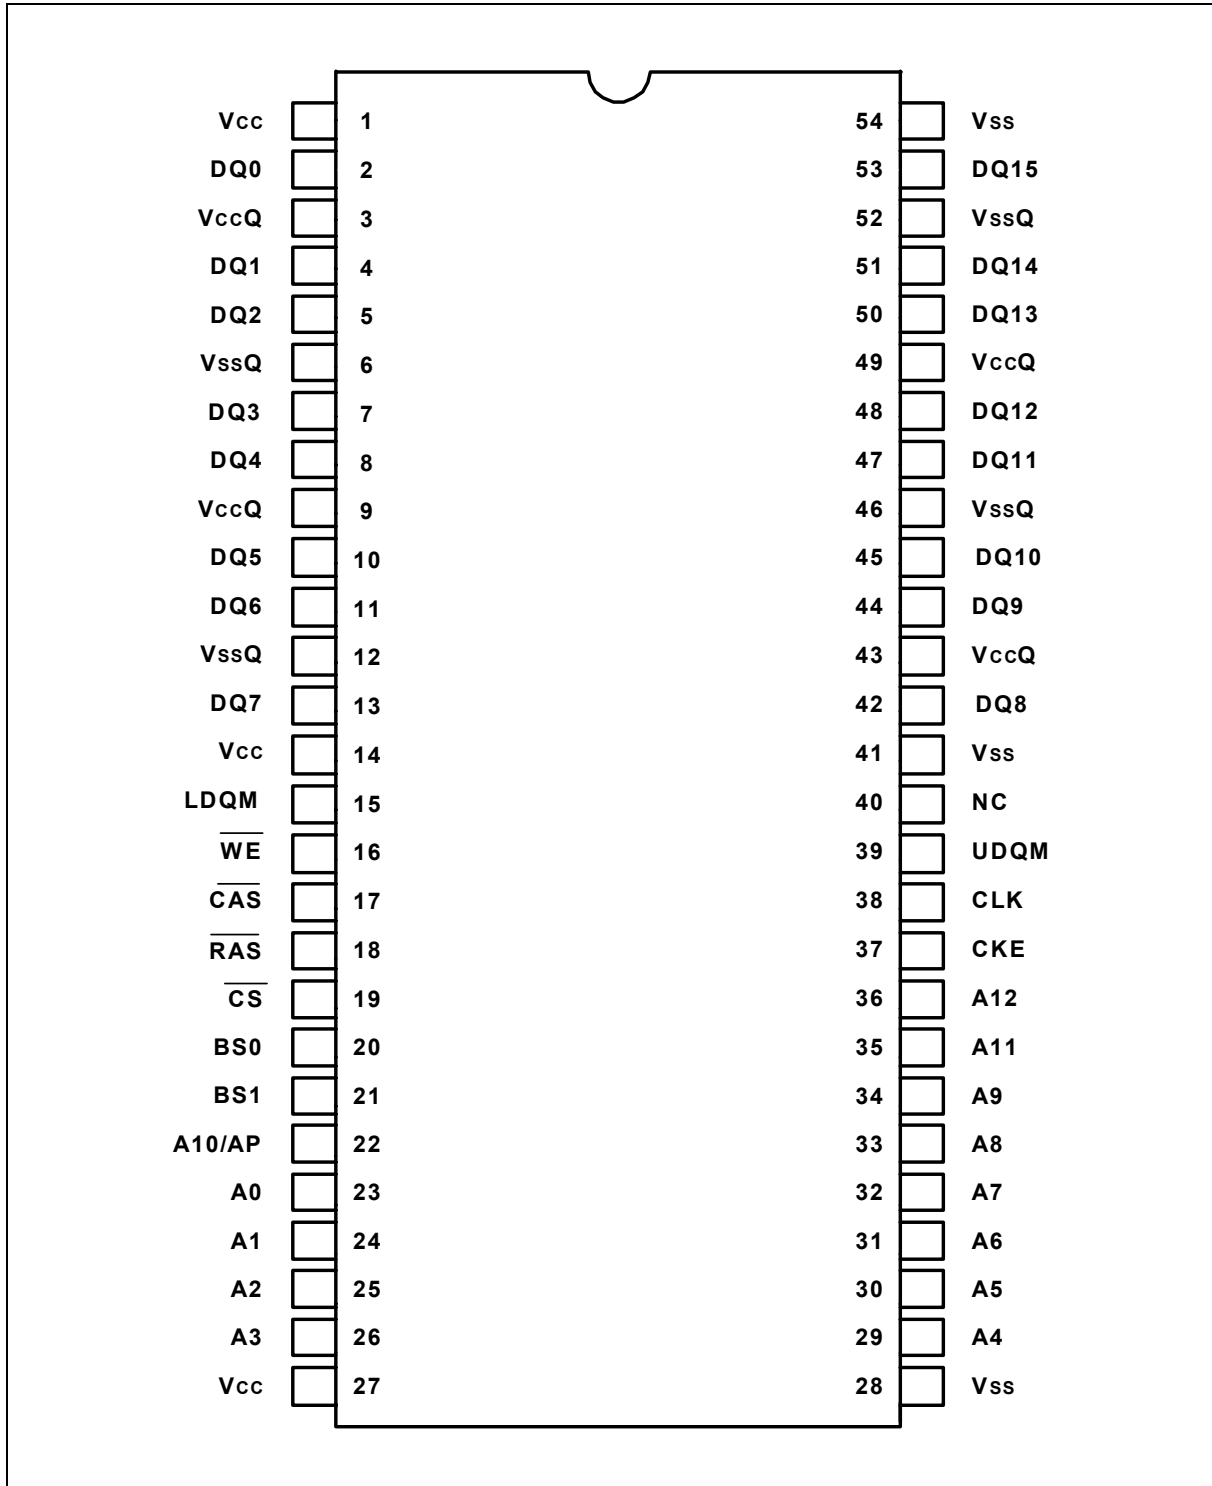 Vcc 1 54 Vss
DQ0 2 53 DQ15
VccQ 3 52 VssQ
DQ1 4 51 DQ14
DQ2 5 50 DQ13
VssQ 6 49 VccQ
DQ3 7 48 DQ12
DQ4 8 47 DQ11
VccQ 9 46 VssQ
DQ5 10 45 DQ10
DQ6 11 44 DQ9
VssQ 12 43 VccQ
DQ7 13 42 DQ8
Vcc 14 41 Vss
LDQM 15 40 NC
W̅E̅ 16 39 UDQM
C̅A̅S̅ 17 38 CLK
R̅A̅S̅ 18 37 CKE
C̅S̅ 19 36 A12
BS0 20 35 A11
BS1 21 34 A9
A10/AP 22 33 A8
A0 23 32 A7
A1 24 31 A6
A2 25 30 A5
A3 26 29 A4
Vcc 27 28 Vss